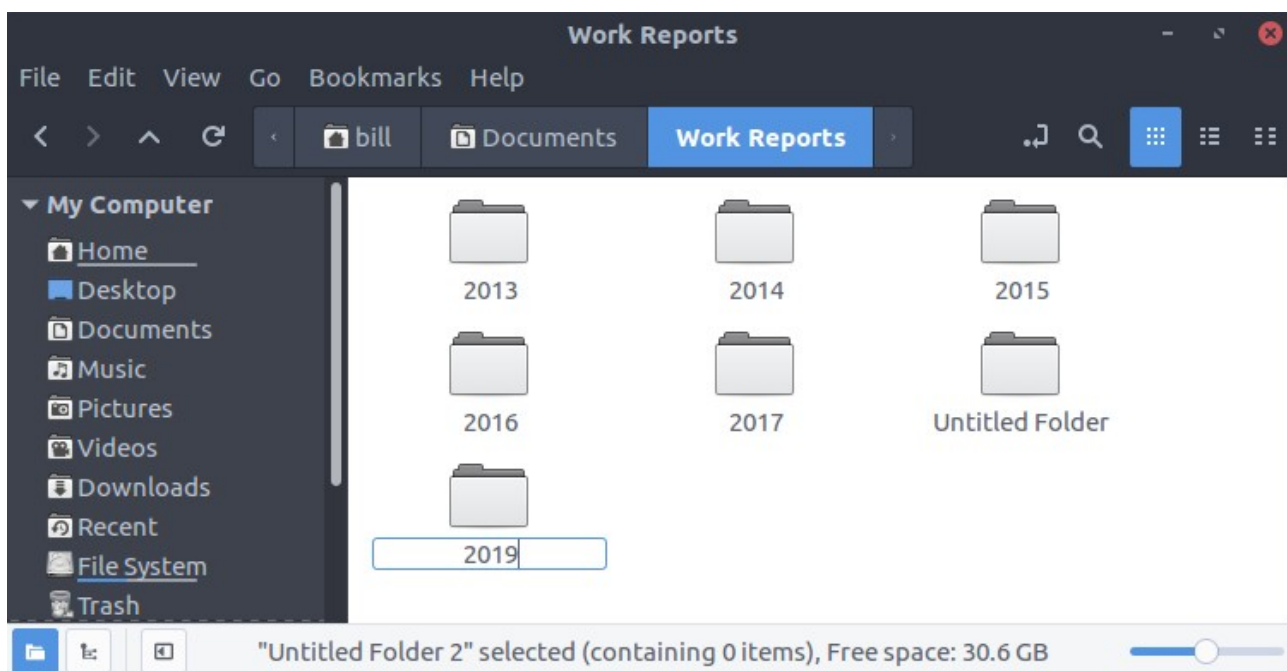 Work Reports
File Edit View Go Bookmarks Help
bill Documents Work Reports
My Computer
Home
Desktop
Documents
Music
Pictures
Videos
Downloads
Recent
File System
Trash
2013 2014 2015
2016 2017 Untitled Folder
2019
"Untitled Folder 2" selected (containing 0 items), Free space: 30.6 GB